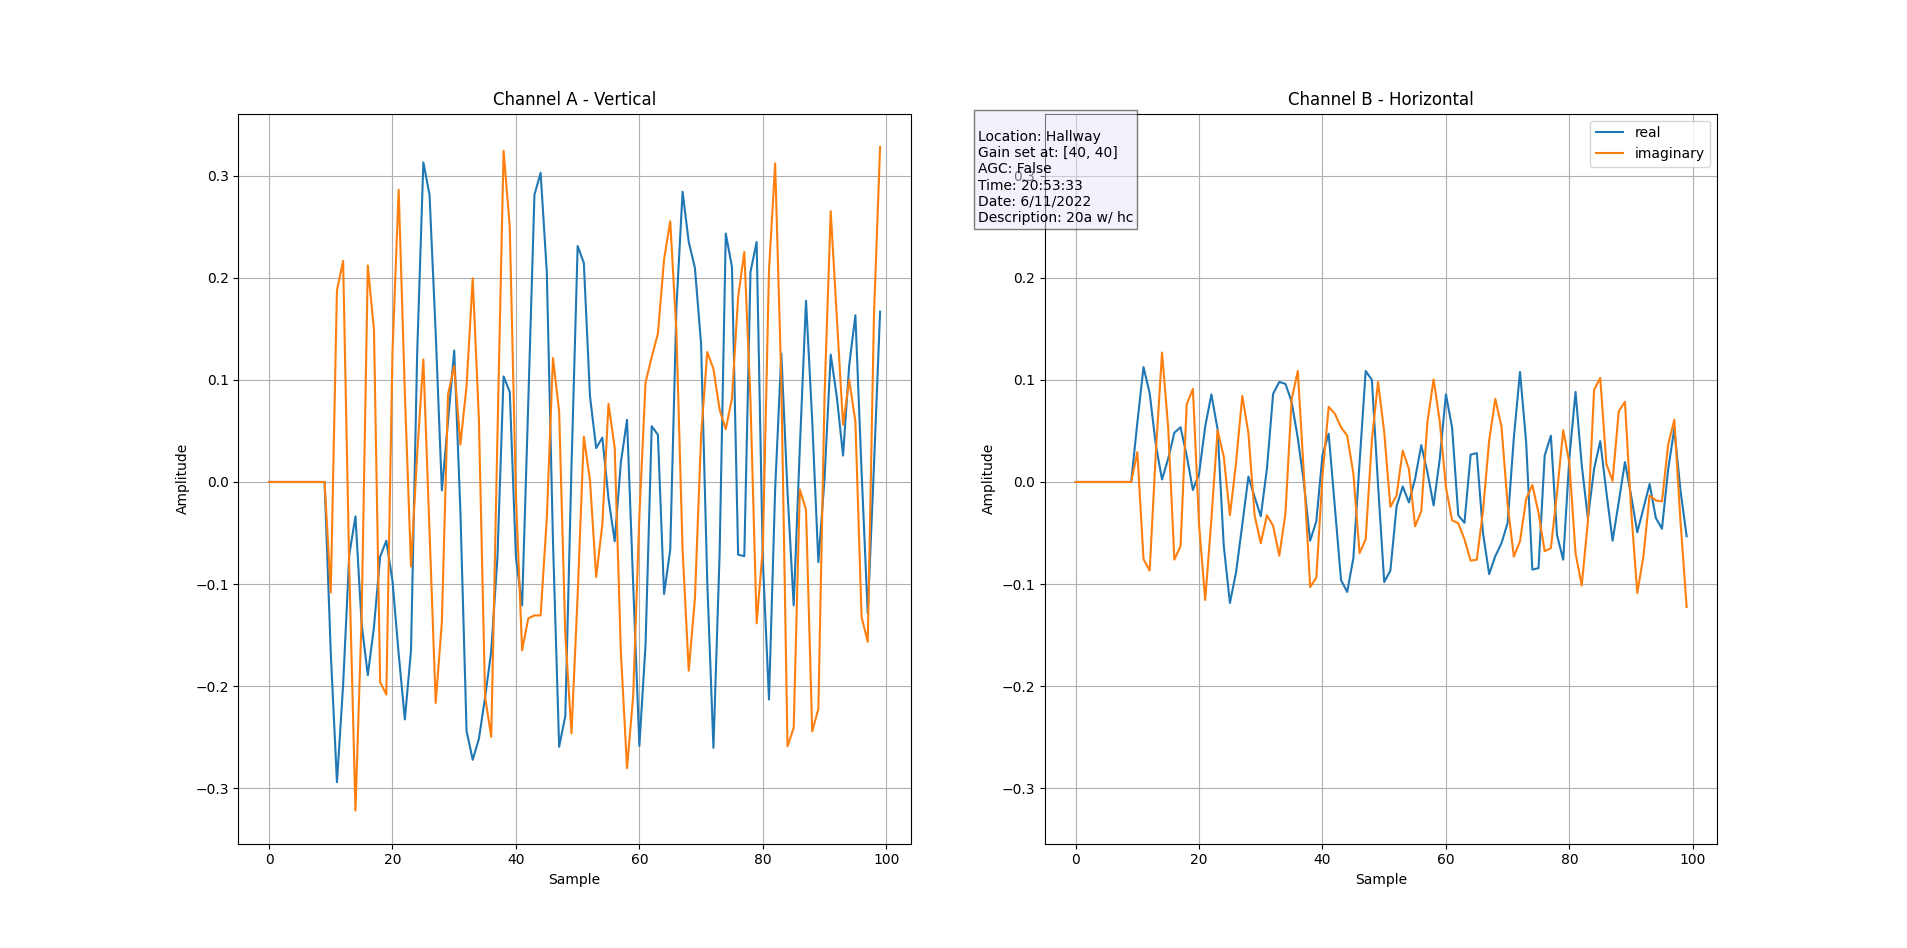 Channel A - Vertical
Amplitude
0.3
0.2
0.1
0.0
−0.1
−0.2
−0.3
0
20
40
60
80
100
Sample
Channel B - Horizontal
Location: Hallway
Gain set at: [40, 40]
AGC: False
Time: 20:53:33
Date: 6/11/2022
Description: 20a w/ hc
real
imaginary
Amplitude
0.3
0.2
0.1
0.0
−0.1
−0.2
−0.3
0
20
40
60
80
100
Sample